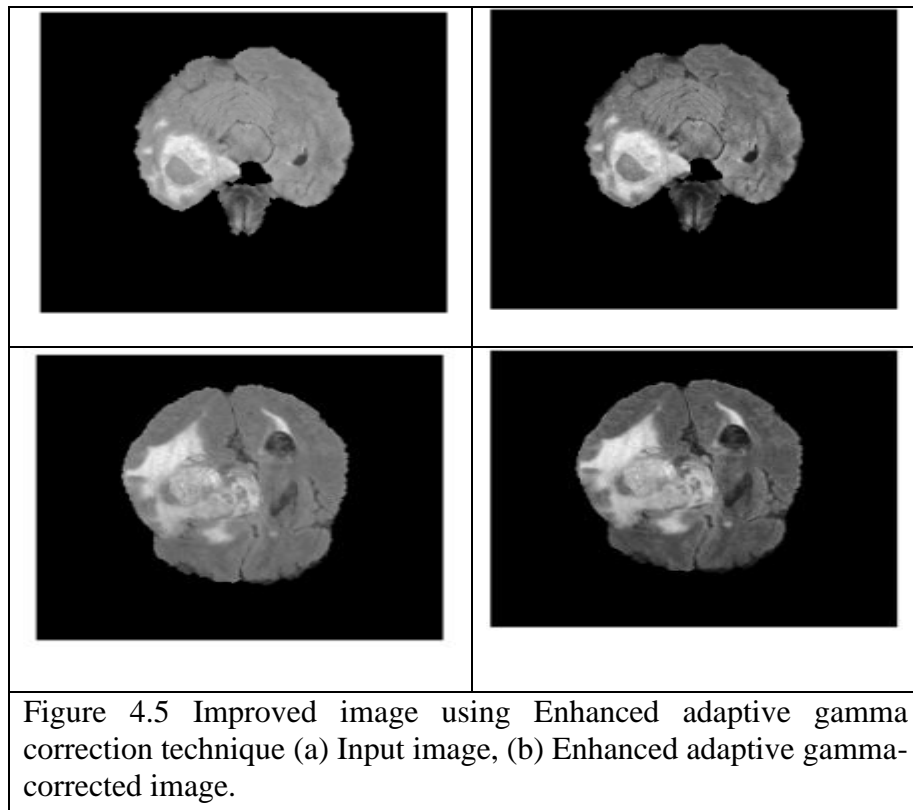 Figure 4.5 Improved image using Enhanced adaptive gamma
correction technique (a) Input image, (b) Enhanced adaptive gamma-
corrected image.